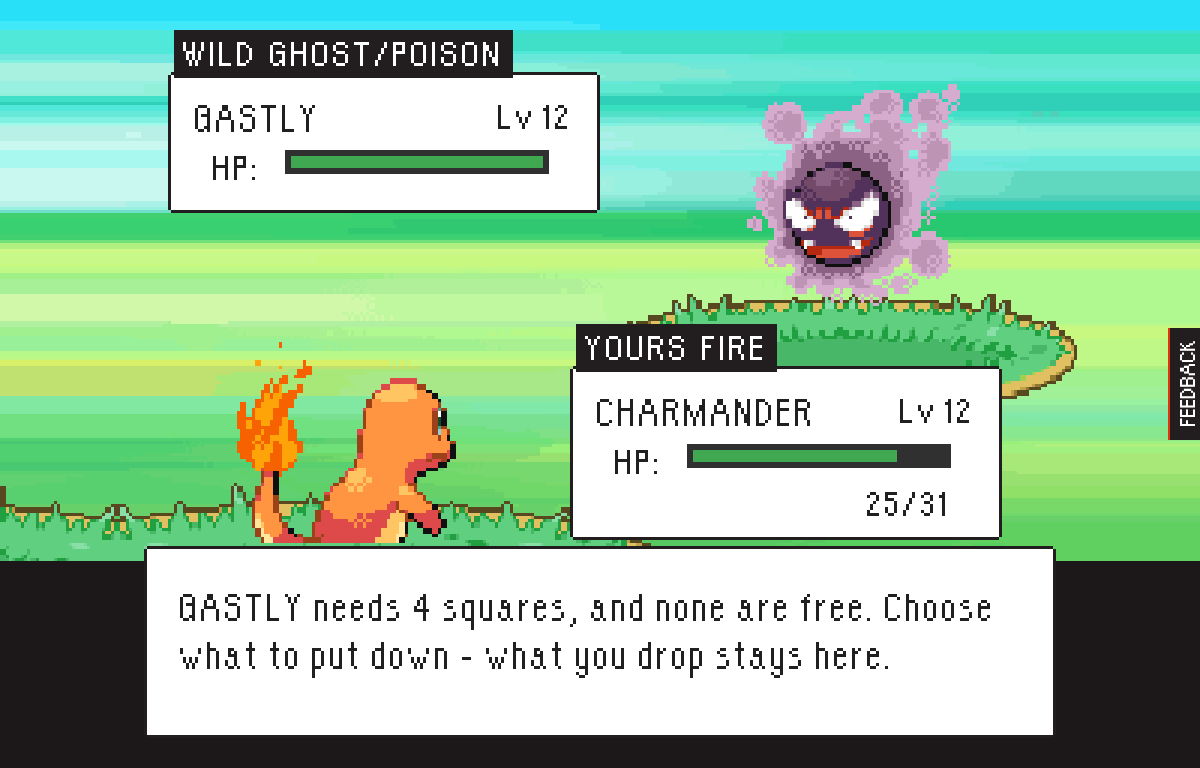 WILD GHOST/POISON
GASTLY Lv 12
HP:
YOURS FIRE
CHARMANDER Lv 12
HP:
25/31
FEEDBACK
GASTLY needs 4 squares, and none are free. Choose
what to put down - what you drop stays here.